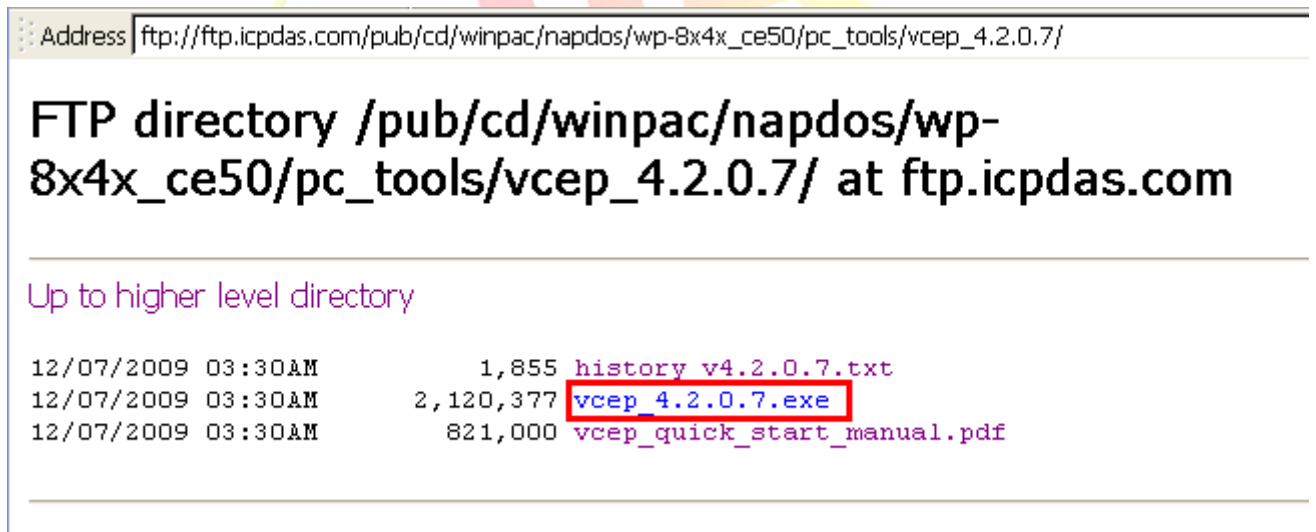 Address ftp://ftp.icpdas.com/pub/cd/winpac/napdos/wp-8x4x_ce50/pc_tools/vcep_4.2.0.7/
FTP directory /pub/cd/winpac/napdos/wp-
8x4x_ce50/pc_tools/vcep_4.2.0.7/ at ftp.icpdas.com
Up to higher level directory
12/07/2009 03:30AM 1,855 history_v4.2.0.7.txt
12/07/2009 03:30AM 2,120,377 vcep_4.2.0.7.exe
12/07/2009 03:30AM 821,000 vcep_quick_start_manual.pdf